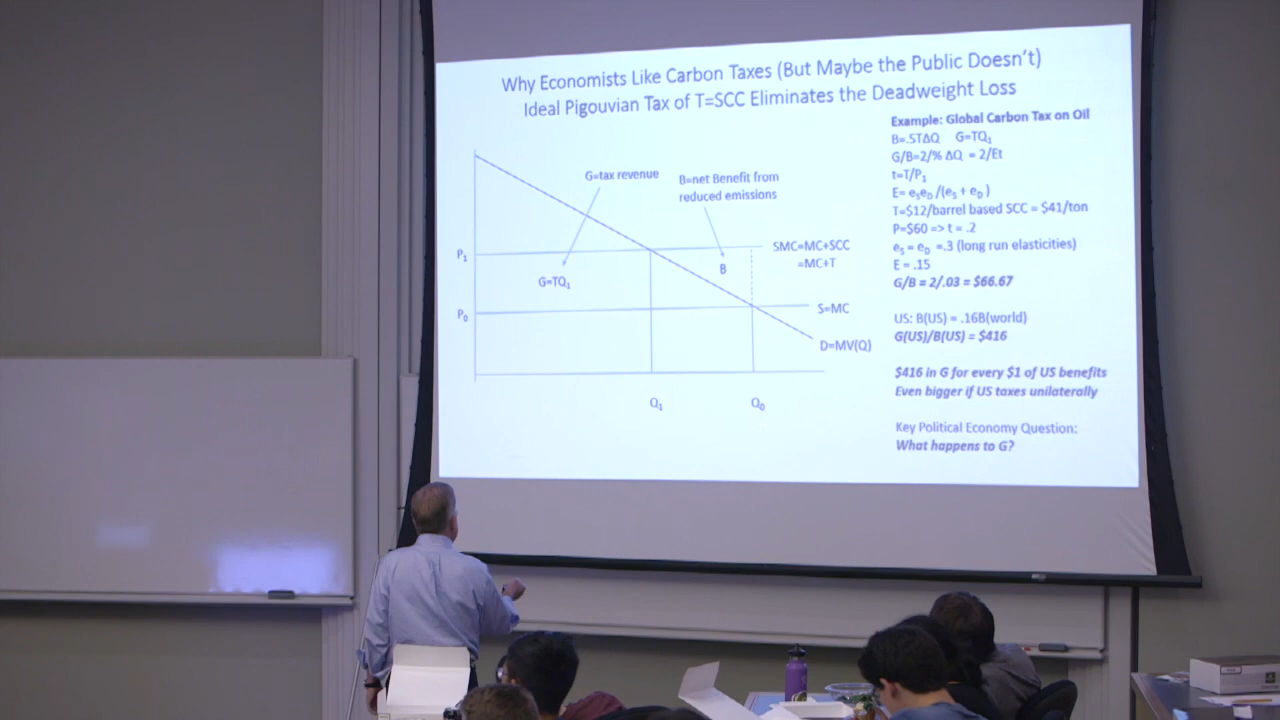 Why Economists Like Carbon Taxes (But Maybe the Public Doesn't)
Ideal Pigouvian Tax of T=SCC Eliminates the Deadweight Loss
G=tax revenue
B=net Benefit from
reduced emissions
P₁
SMC=MC+SCC
=MC+T
B
G=TQ₁
P₀
S=MC
D=MV(Q)
Q₁
Q₀
Example: Global Carbon Tax on Oil
B=.5TΔQ G=TQ₁
G/B=2/% ΔQ = 2/Et
t=T/P₁
E= eₛe_D /(eₛ + e_D )
T=$12/barrel based SCC = $41/ton
P=$60 => t = .2
eₛ = e_D =.3 (long run elasticities)
E = .15
G/B = 2/.03 = $66.67
US: B(US) = .16B(world)
G(US)/B(US) = $416
$416 in G for every $1 of US benefits
Even bigger if US taxes unilaterally
Key Political Economy Question:
What happens to G?